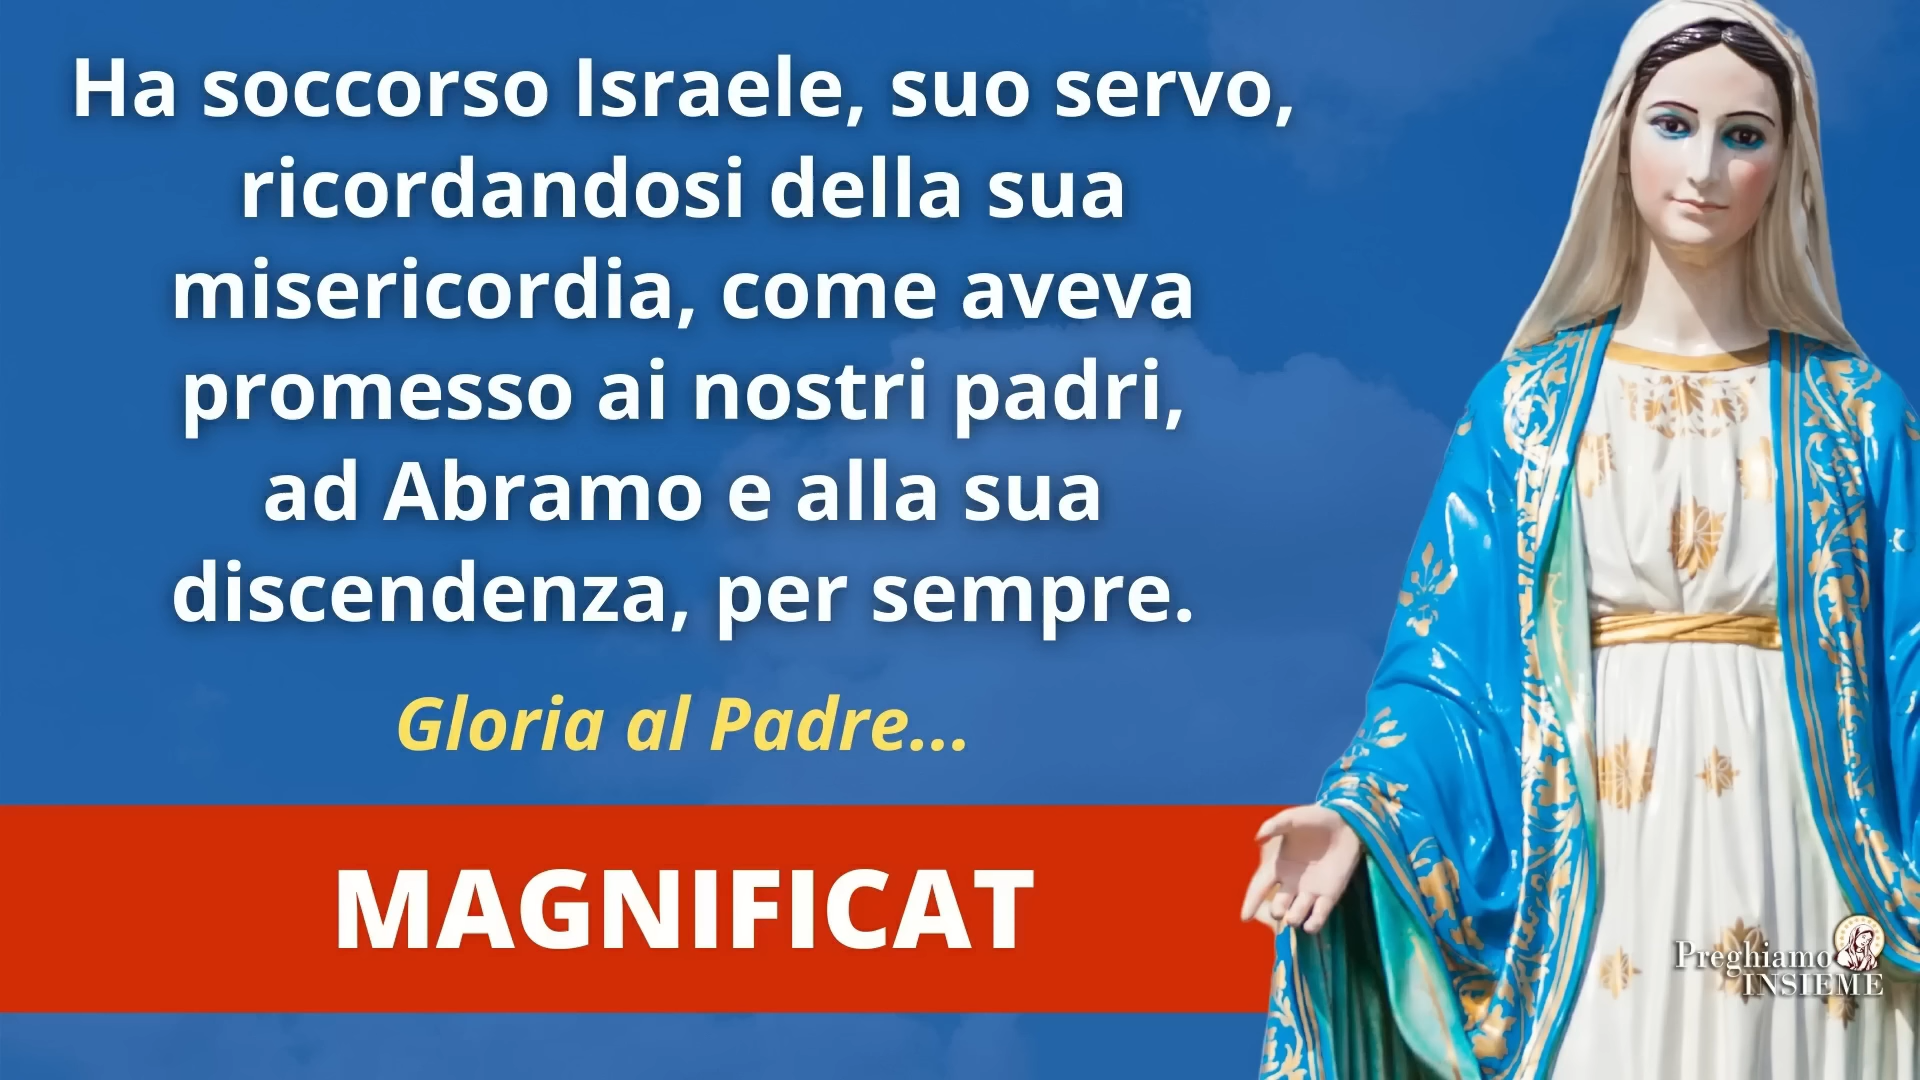 Ha soccorso Israele, suo servo,
ricordandosi della sua
misericordia, come aveva
promesso ai nostri padri,
ad Abramo e alla sua
discendenza, per sempre.
Gloria al Padre...
MAGNIFICAT
Preghiamo
INSIEME